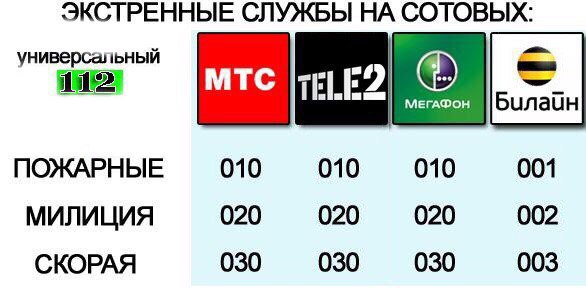 ЭКСТРЕННЫЕ СЛУЖБЫ НА СОТОВЫХ:
универсальный
112
МТС TELE2 МЕГАФОН Билайн
ПОЖАРНЫЕ 010 010 010 001
МИЛИЦИЯ 020 020 020 002
СКОРАЯ 030 030 030 003